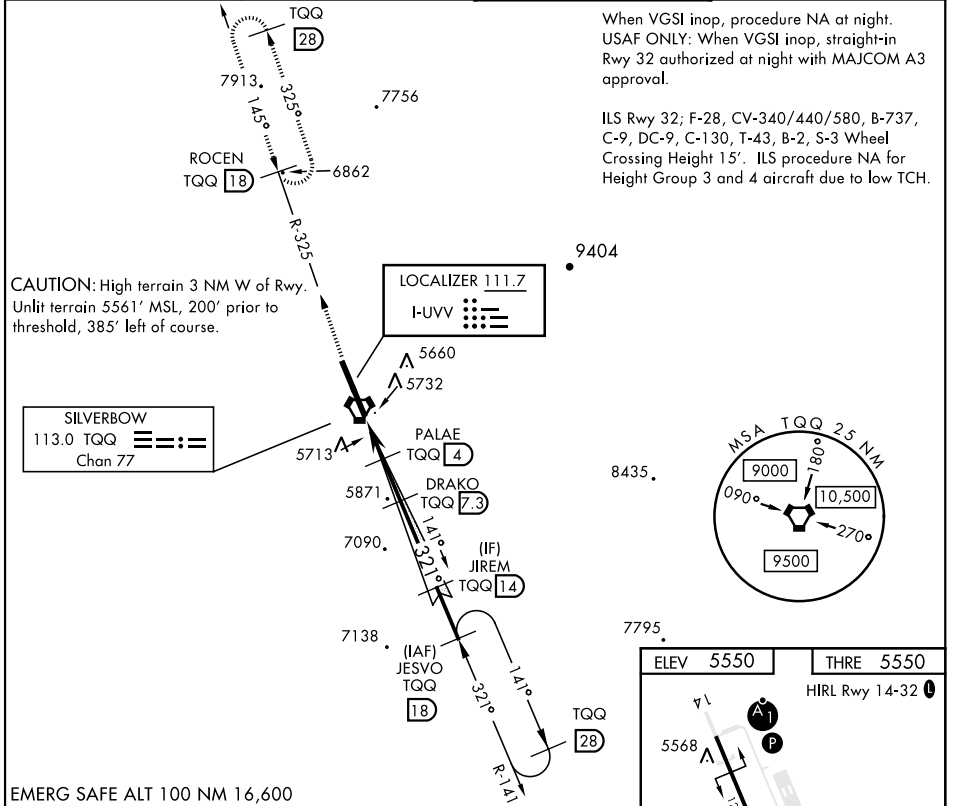 TQQ
28
7913
7756
145°
325°
ROCEN
TQQ 18
6862
R-325
When VGSI inop, procedure NA at night.
USAF ONLY: When VGSI inop, straight-in
Rwy 32 authorized at night with MAJCOM A3
approval.
ILS Rwy 32; F-28, CV-340/440/580, B-737,
C-9, DC-9, C-130, T-43, B-2, S-3 Wheel
Crossing Height 15'. ILS procedure NA for
Height Group 3 and 4 aircraft due to low TCH.
9404
CAUTION: High terrain 3 NM W of Rwy.
Unlit terrain 5561' MSL, 200' prior to
threshold, 385' left of course.
LOCALIZER 111.7
I-UVV
5660
5732
SILVERBOW
113.0 TQQ
Chan 77
5713
PALAE
TQQ 4
5871
DRAKO
TQQ 7.3
8435
7090
141°
321°
(IF)
JIREM
TQQ 14
MSA TQQ 25 NM
180°
9000
090°
10,500
270°
9500
7138
(IAF)
JESVO
TQQ
18
321°
141°
7795
TQQ
28
R-141
ELEV 5550
THRE 5550
HIRL Rwy 14-32 L
14
A1
P
5568
EMERG SAFE ALT 100 NM 16,600